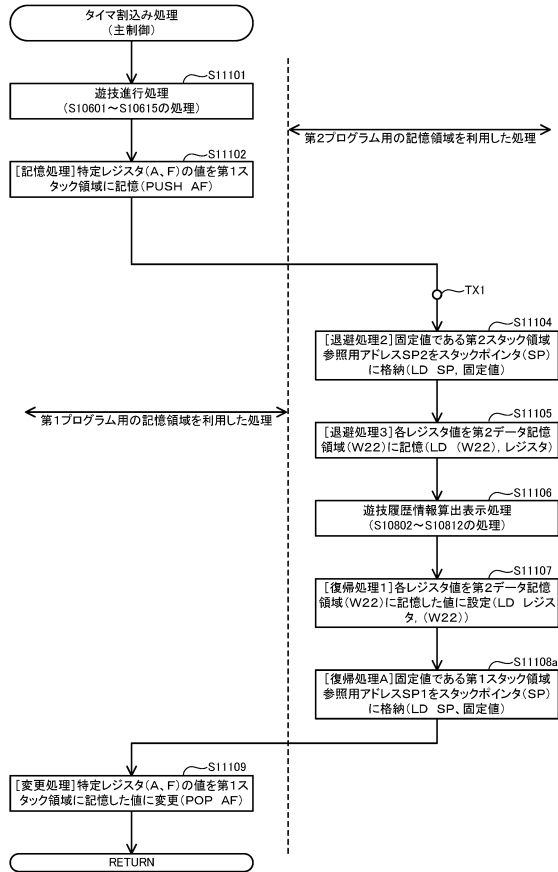 タイマ割込み処理
(主制御)
S11101
遊技進行処理
(S10601～S10615の処理)
第2プログラム用の記憶領域を利用した処理
S11102
[記憶処理]特定レジスタ(A、F)の値を第1ス
タック領域に記憶(PUSH AF)
TX1
S11104
[退避処理2]固定値である第2スタック領域
参照用アドレスSP2をスタックポインタ(SP)
に格納(LD SP, 固定値)
第1プログラム用の記憶領域を利用した処理
S11105
[退避処理3]各レジスタ値を第2データ記憶
領域(W22)に記憶(LD (W22), レジスタ)
S11106
遊技履歴情報算出表示処理
(S10802～S10812の処理)
S11107
[復帰処理1]各レジスタ値を第2データ記憶
領域(W22)に記憶した値に設定(LD レジス
タ, (W22))
S11108a
[復帰処理A]固定値である第1スタック領域
参照用アドレスSP1をスタックポインタ(SP)
に格納(LD SP、固定値)
S11109
[変更処理]特定レジスタ(A、F)の値を第1ス
タック領域に記憶した値に変更(POP AF)
RETURN